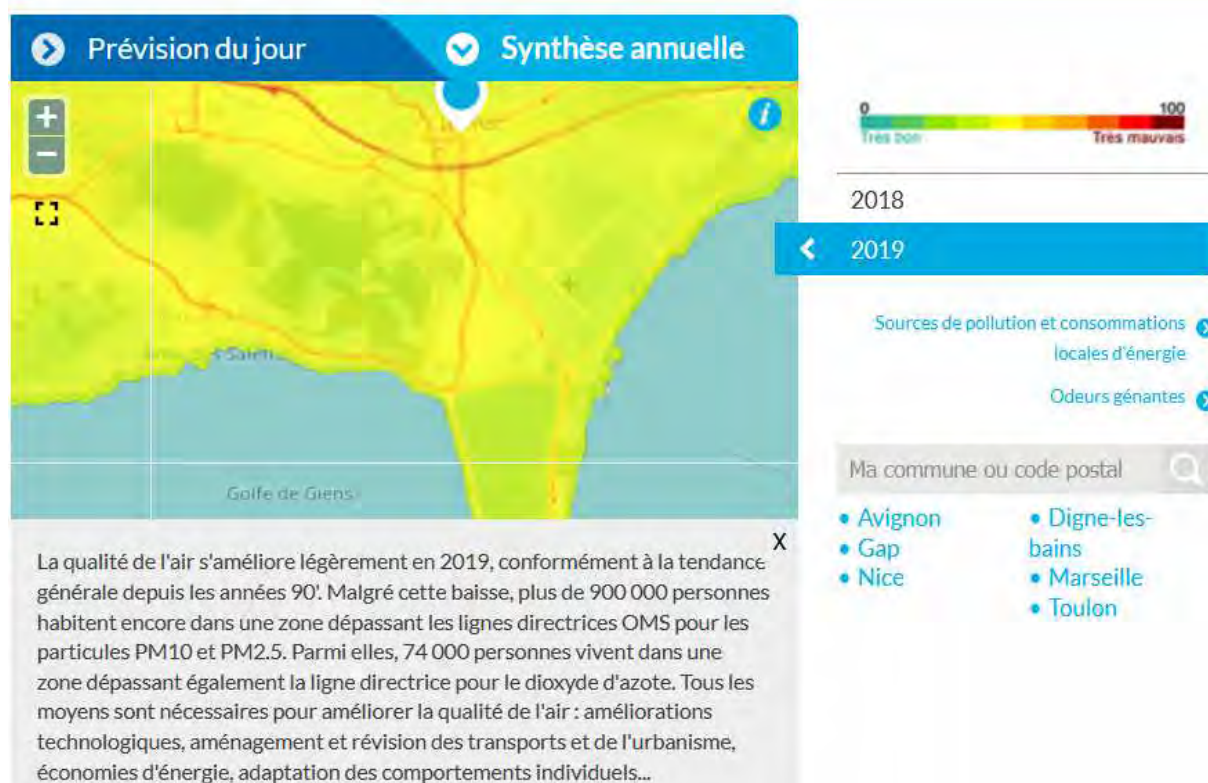 Prévision du jour
Synthèse annuelle
+
i
−
Golfe de Giens
0
100
Très bon
Très mauvais
2018
2019
Sources de pollution et consommations
locales d'énergie
Odeurs génantes
Ma commune ou code postal
• Avignon
• Gap
• Nice
• Digne-les-
bains
• Marseille
• Toulon
X
La qualité de l'air s'améliore légèrement en 2019, conformément à la tendance
générale depuis les années 90'. Malgré cette baisse, plus de 900 000 personnes
habitent encore dans une zone dépassant les lignes directrices OMS pour les
particules PM10 et PM2.5. Parmi elles, 74 000 personnes vivent dans une
zone dépassant également la ligne directrice pour le dioxyde d'azote. Tous les
moyens sont nécessaires pour améliorer la qualité de l'air : améliorations
technologiques, aménagement et révision des transports et de l'urbanisme,
économies d'énergie, adaptation des comportements individuels...